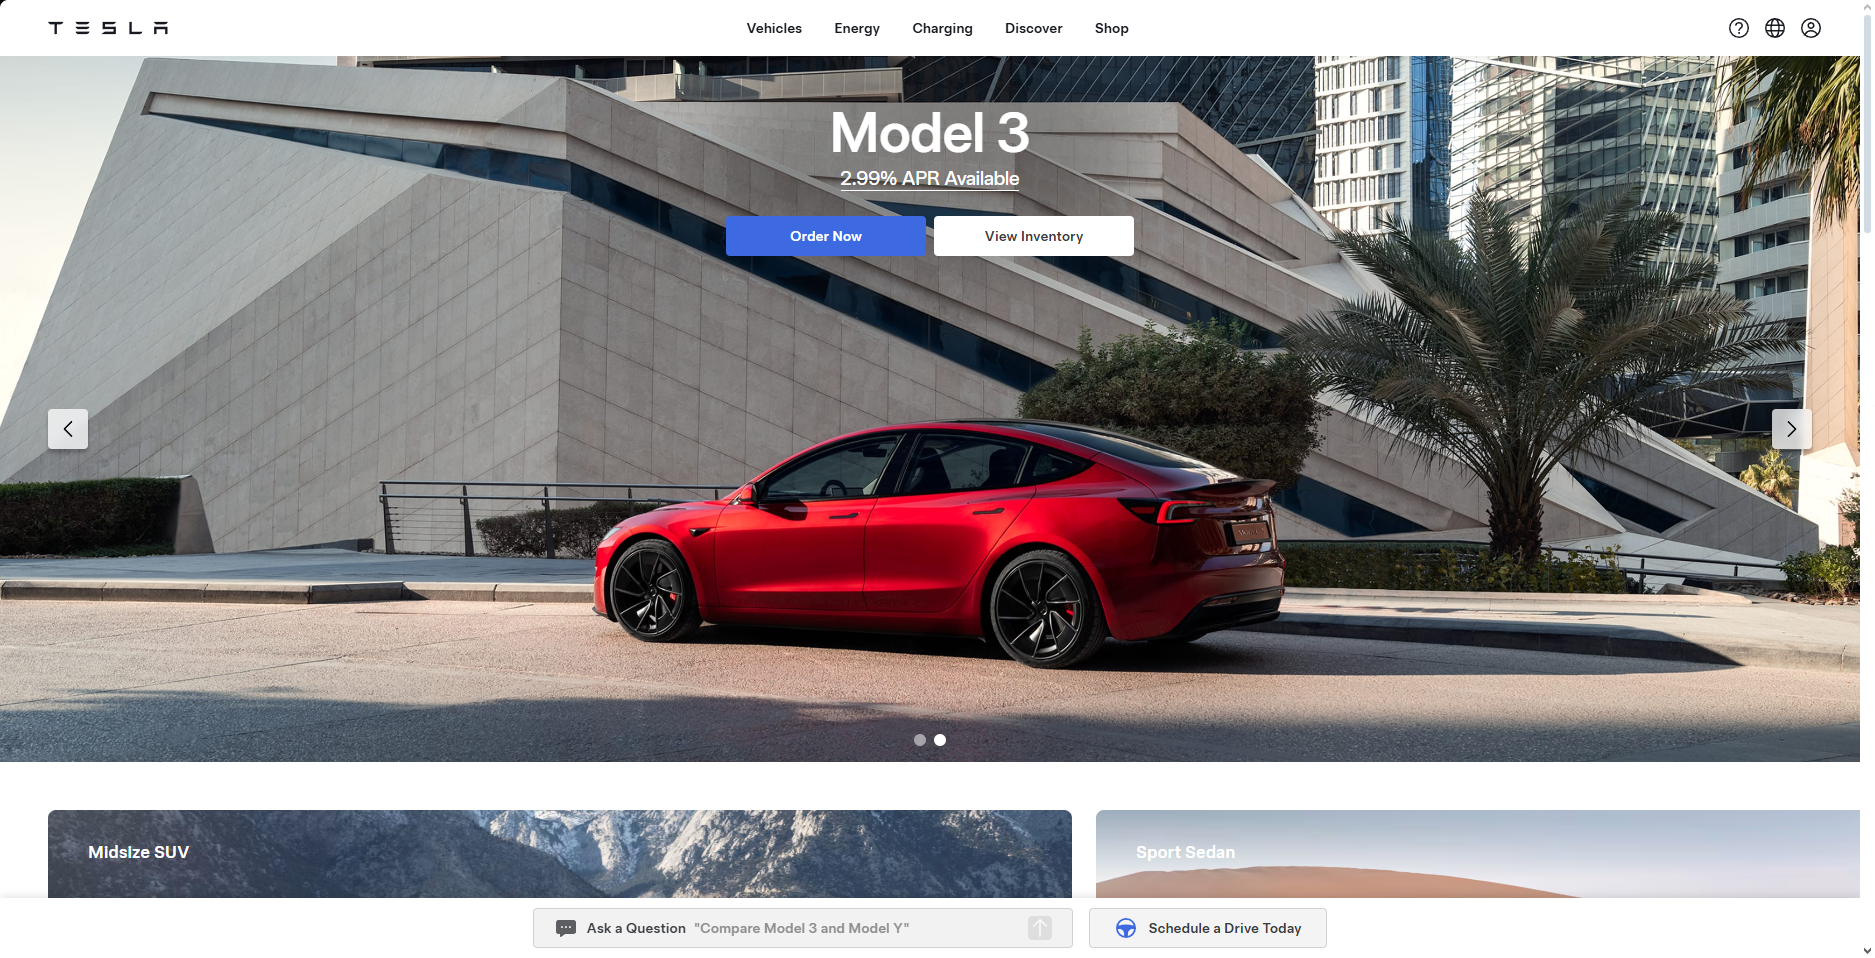 TESLA
Vehicles Energy Charging Discover Shop
Model 3
2.99% APR Available
Order Now View Inventory
Midsize SUV
Sport Sedan
Ask a Question "Compare Model 3 and Model Y"
Schedule a Drive Today